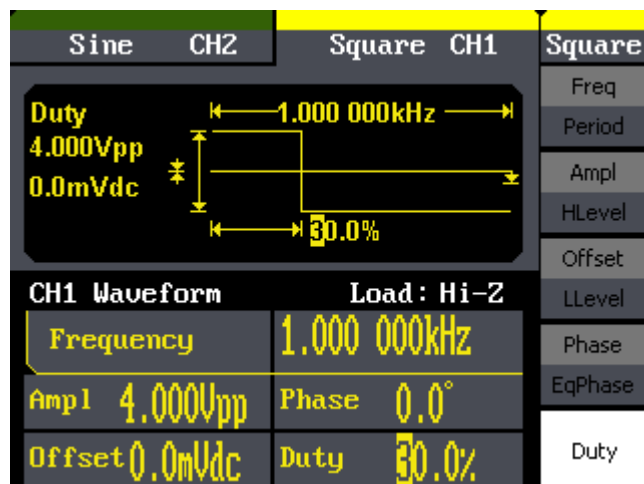 Sine CH2 Square CH1 Square
Duty 1.000 000kHz
4.000Vpp
0.0mVdc
30.0%
CH1 Waveform Load: Hi-Z
Frequency 1.000 000kHz
Ampl 4.000Vpp Phase 0.0°
Offset 0.0mVdc Duty 30.0%
Freq
Period
Ampl
HLevel
Offset
LLevel
Phase
EqPhase
Duty